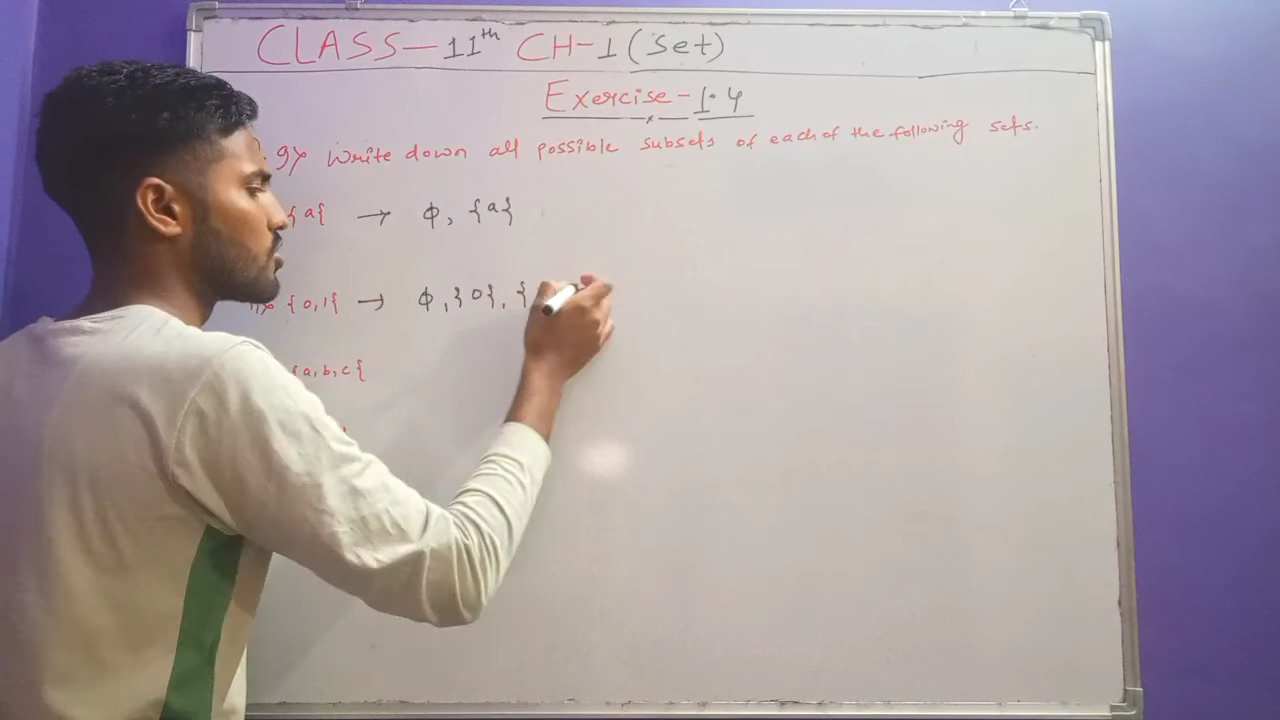 CLASS-11th CH-1 (Set)
Exercise-1.4
9> Write down all possible subsets of each of the following sets.
{a{ → φ, {a}
{0,1{ → φ, }0}, {
{a,b,c{